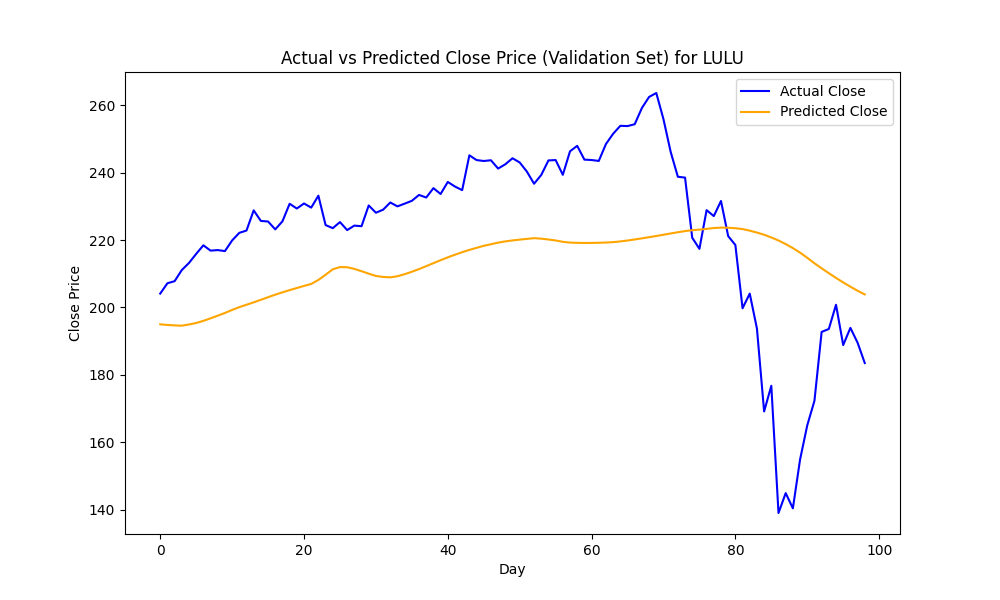 Actual vs Predicted Close Price (Validation Set) for LULU
Actual Close
Predicted Close
Close Price
260
240
220
200
180
160
140
0 20 40 60 80 100
Day